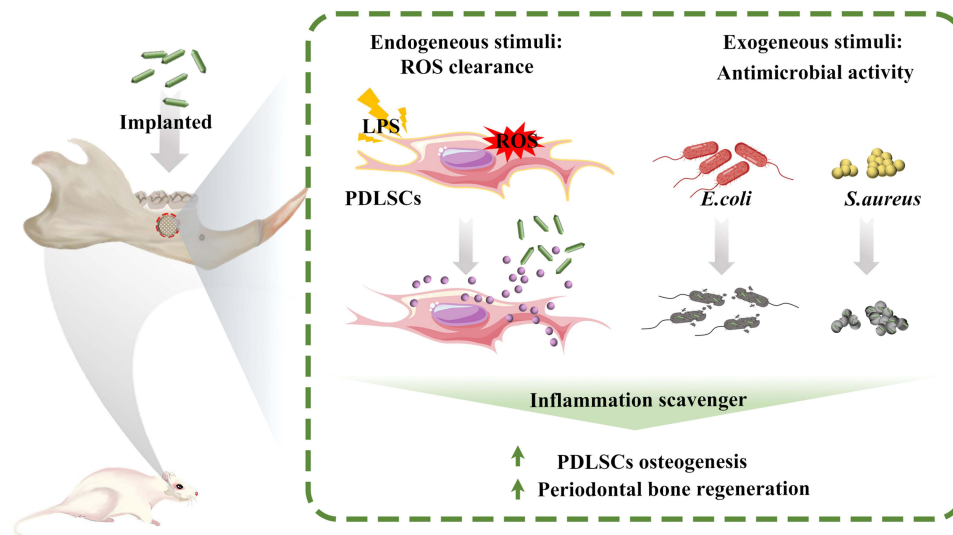 Implanted
Endogeneous stimuli:
ROS clearance
LPS
ROS
PDLSCs
Exogeneous stimuli:
Antimicrobial activity
E.coli
S.aureus
Inflammation scavenger
PDLSCs osteogenesis
Periodontal bone regeneration